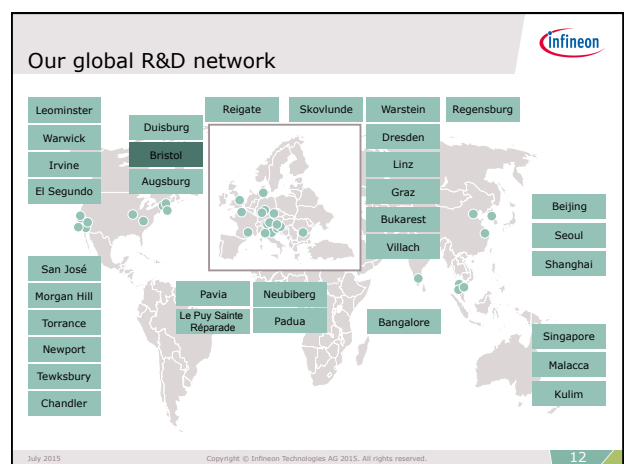 Our global R&D network
infineon
Leominster
Warwick
Irvine
El Segundo
Duisburg
Bristol
Augsburg
Reigate
Skovlunde
Warstein
Regensburg
Dresden
Linz
Graz
Bukarest
Villach
Beijing
Seoul
Shanghai
San José
Morgan Hill
Torrance
Newport
Tewksbury
Chandler
Pavia
Neubiberg
Le Puy Sainte
Réparade
Padua
Bangalore
Singapore
Malacca
Kulim
July 2015
Copyright © Infineon Technologies AG 2015. All rights reserved.
12